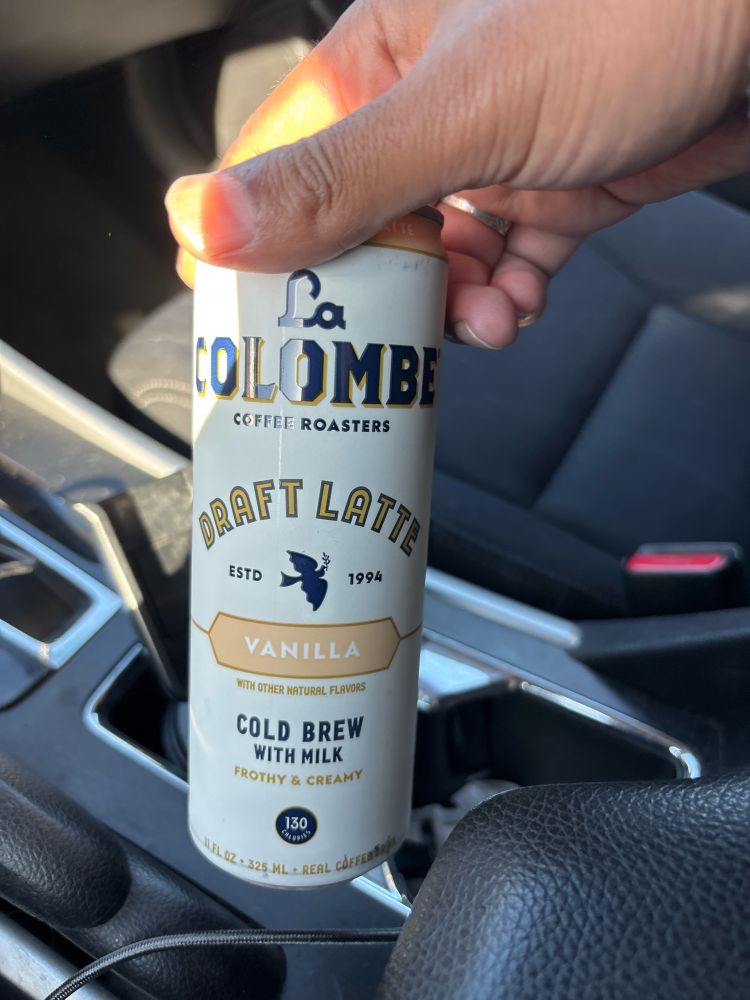 La
COLOMBE
COFFEE ROASTERS
DRAFT LATTE
ESTD 1994
VANILLA
WITH OTHER NATURAL FLAVORS
COLD BREW
WITH MILK
FROTHY & CREAMY
130
CALORIES
11 FL OZ • 325 ML • REAL COFFEE